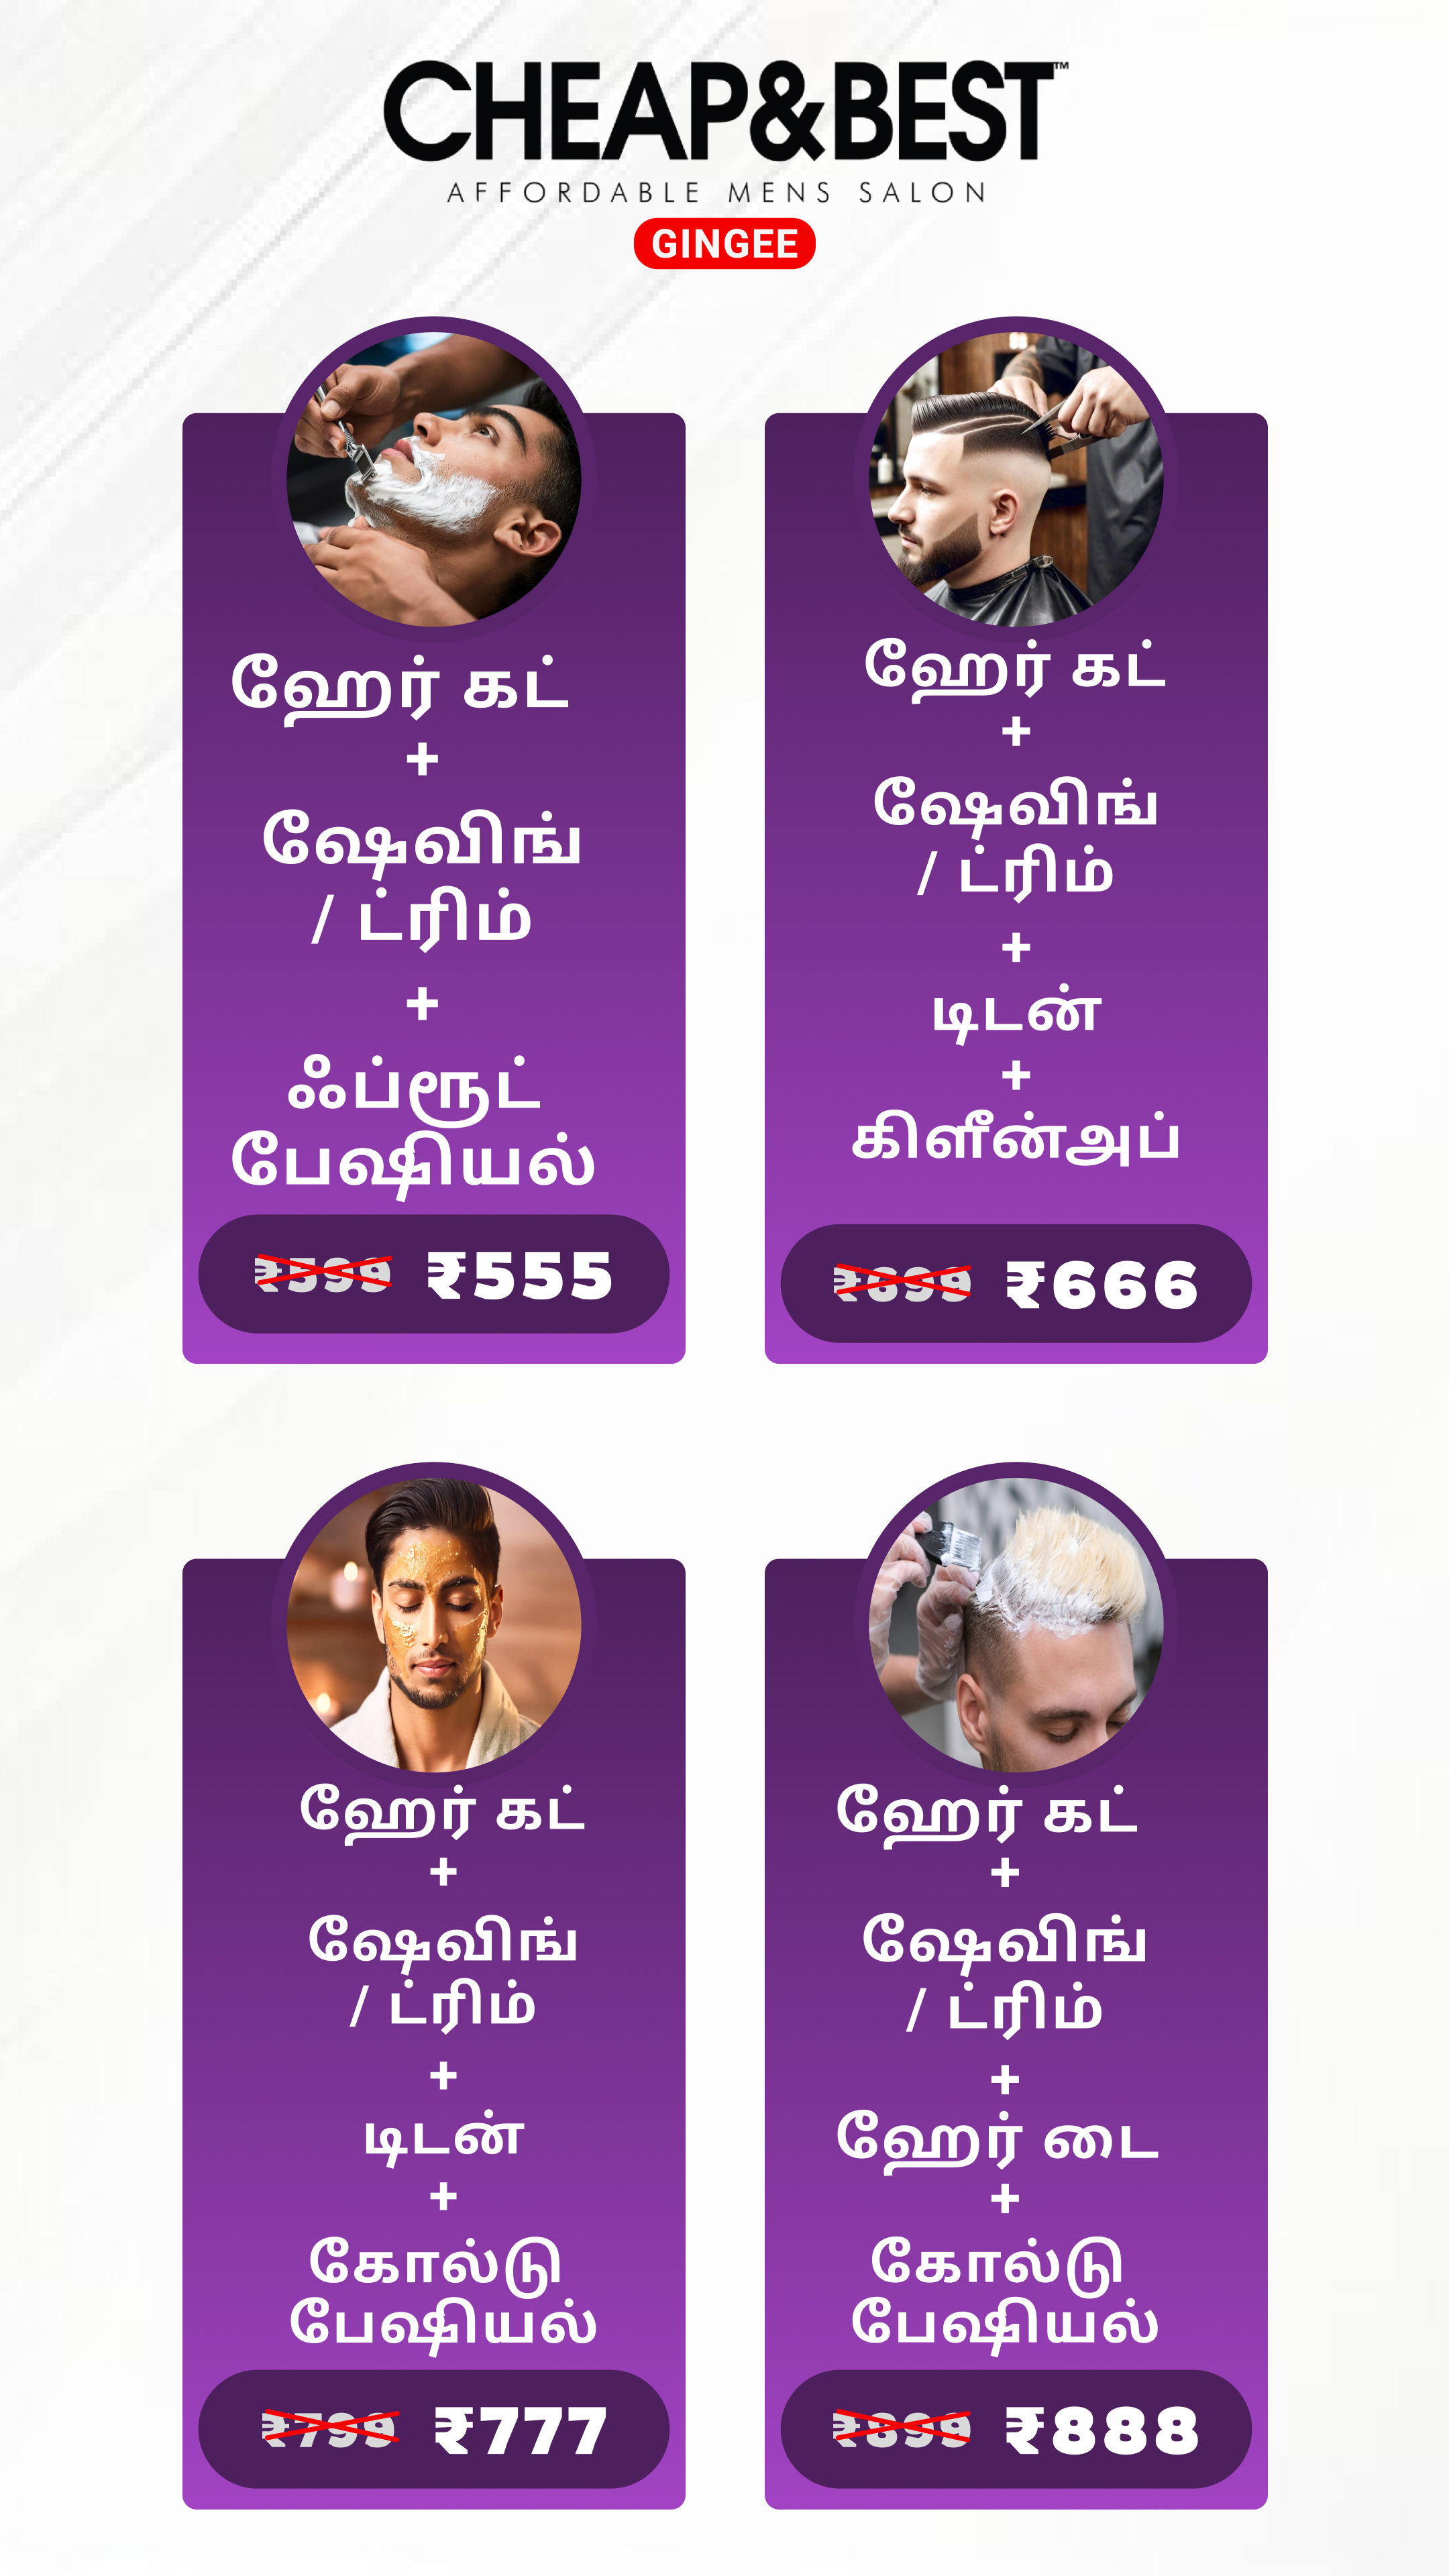 CHEAP&BEST™
AFFORDABLE MENS SALON
GINGEE
ஹேர் கட்
+
ஷேவிங்
/ ட்ரிம்
+
ஃப்ரூட்
பேஷியல்
₹599 ₹555
ஹேர் கட்
+
ஷேவிங்
/ ட்ரிம்
+
டிடன்
+
கிளீன்அப்
₹699 ₹666
ஹேர் கட்
+
ஷேவிங்
/ ட்ரிம்
+
டிடன்
+
கோல்டு
பேஷியல்
₹799 ₹777
ஹேர் கட்
+
ஷேவிங்
/ ட்ரிம்
+
ஹேர் டை
+
கோல்டு
பேஷியல்
₹899 ₹888